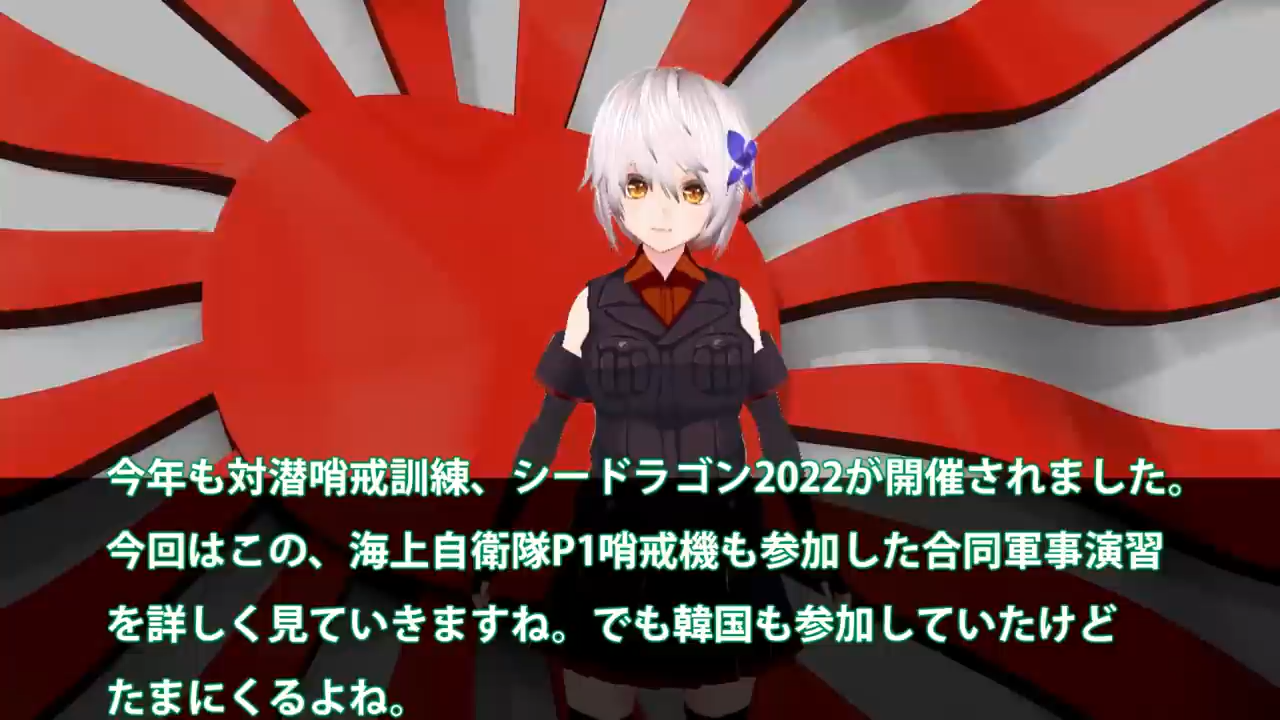 今年も対潜哨戒訓練、シードラゴン2022が開催されました。
今回はこの、海上自衛隊P1哨戒機も参加した合同軍事演習
を詳しく見ていきますね。でも韓国も参加していたけど
たまにくるよね。